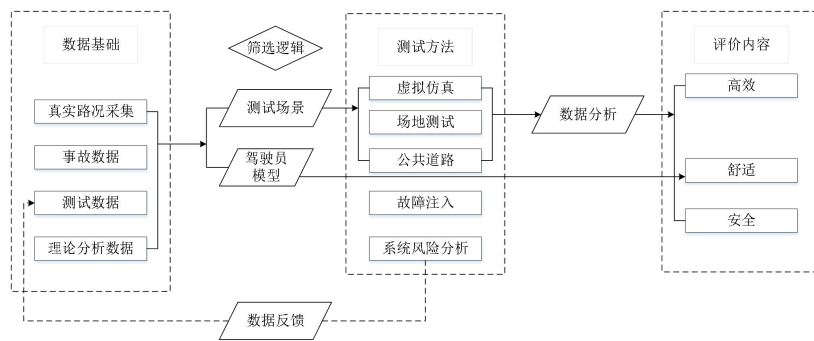 数据基础
真实路况采集
事故数据
测试数据
理论分析数据
筛选逻辑
测试场景
驾驶员
模型
测试方法
虚拟仿真
场地测试
公共道路
故障注入
系统风险分析
数据分析
评价内容
高效
舒适
安全
数据反馈